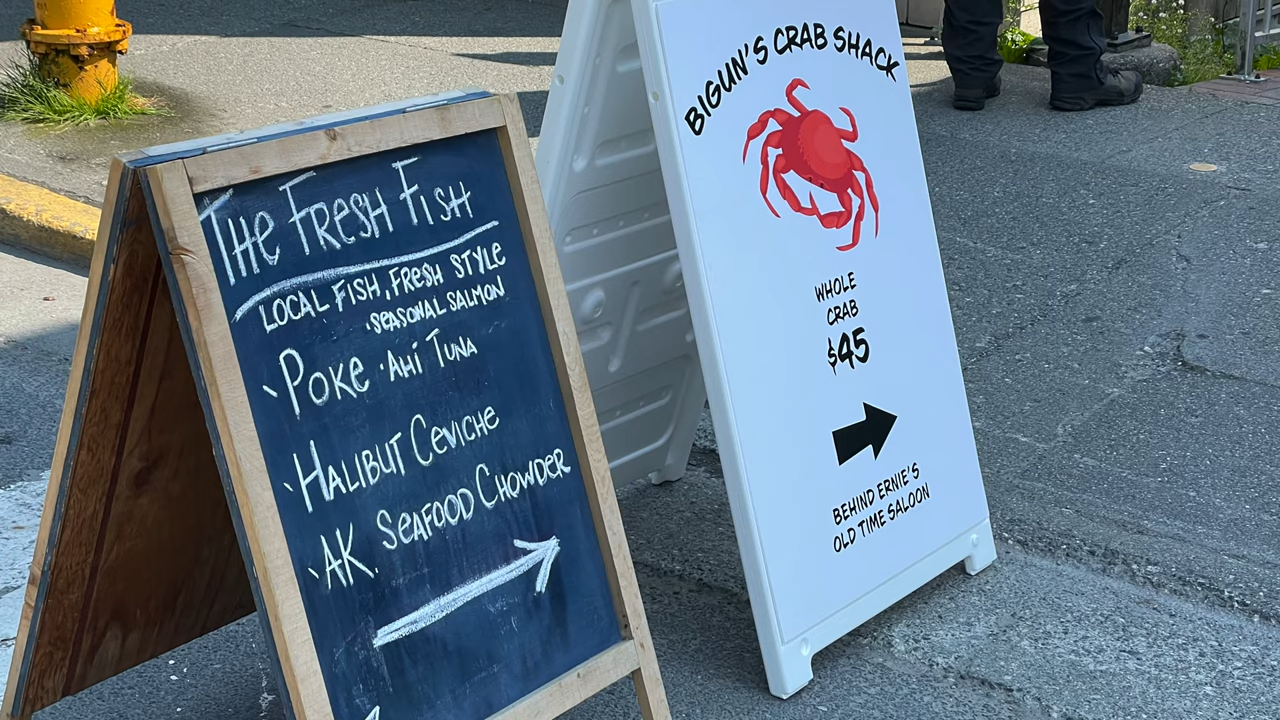 THE FRESH FISH
LOCAL FISH, FRESH STYLE
·SEASONAL SALMON
POKE ·AHI TUNA
HALIBUT CEVICHE
AK. SEAFOOD CHOWDER
BIGUN'S CRAB SHACK
WHOLE
CRAB
$45
BEHIND ERNIE'S
OLD TIME SALOON